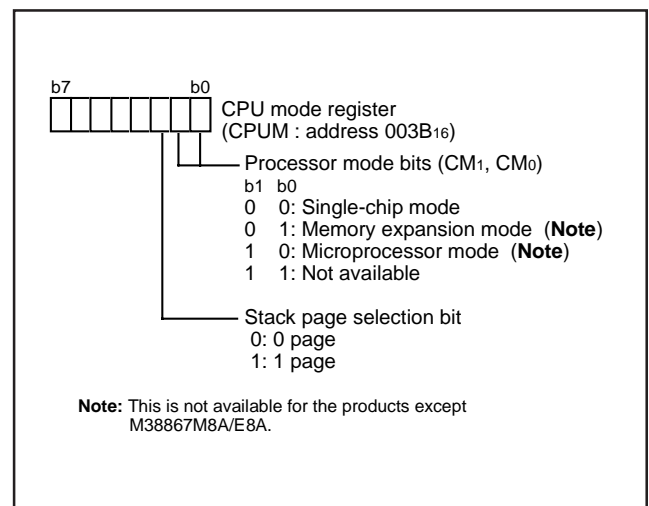 b7 b0
CPU mode register
(CPUM : address 003B16)
Processor mode bits (CM1, CM0)
b1 b0
0 0: Single-chip mode
0 1: Memory expansion mode (Note)
1 0: Microprocessor mode (Note)
1 1: Not available
Stack page selection bit
0: 0 page
1: 1 page
Note: This is not available for the products except
M38867M8A/E8A.